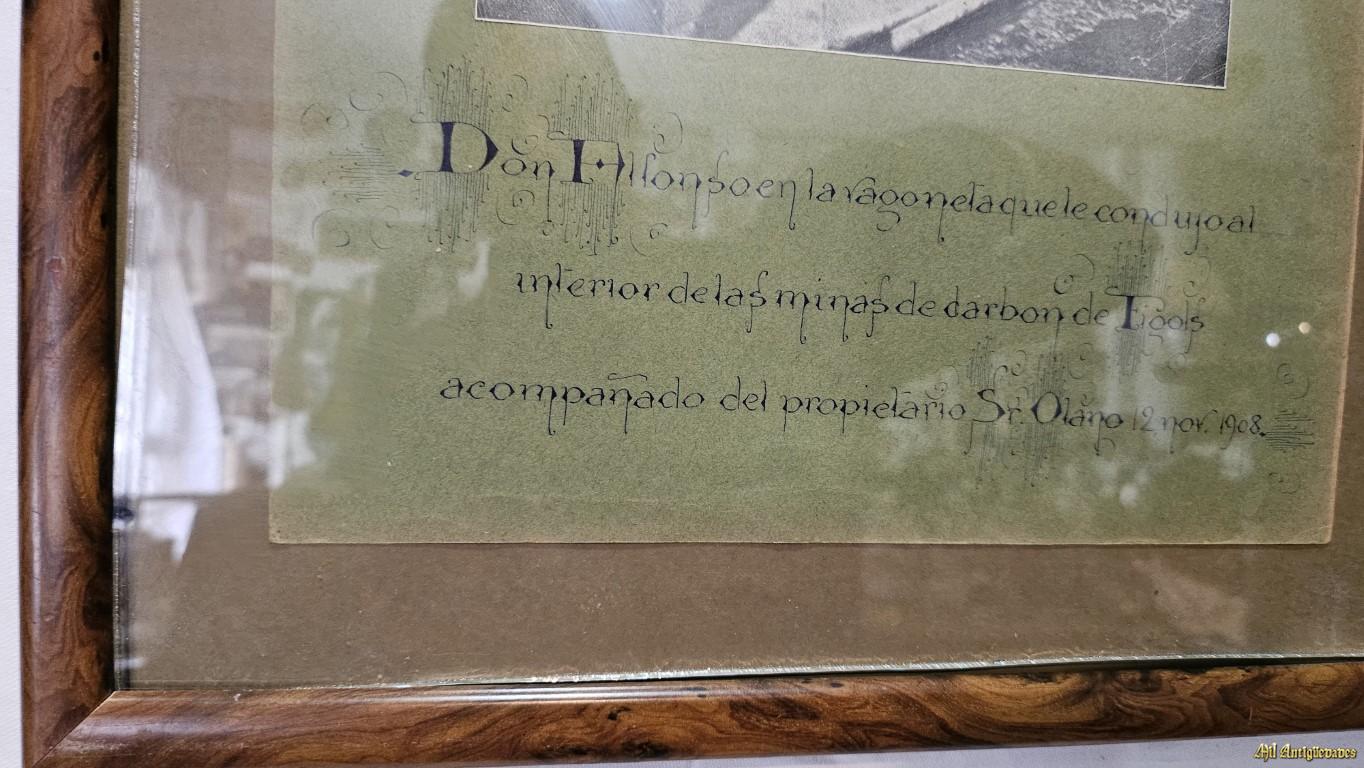 Don Alfonso en la vagoneta que le condujo al
interior de las minas de carbon de Figols
acompañado del propietario Sr. Olano 12 nov. 1908.
Mil Antigüedades